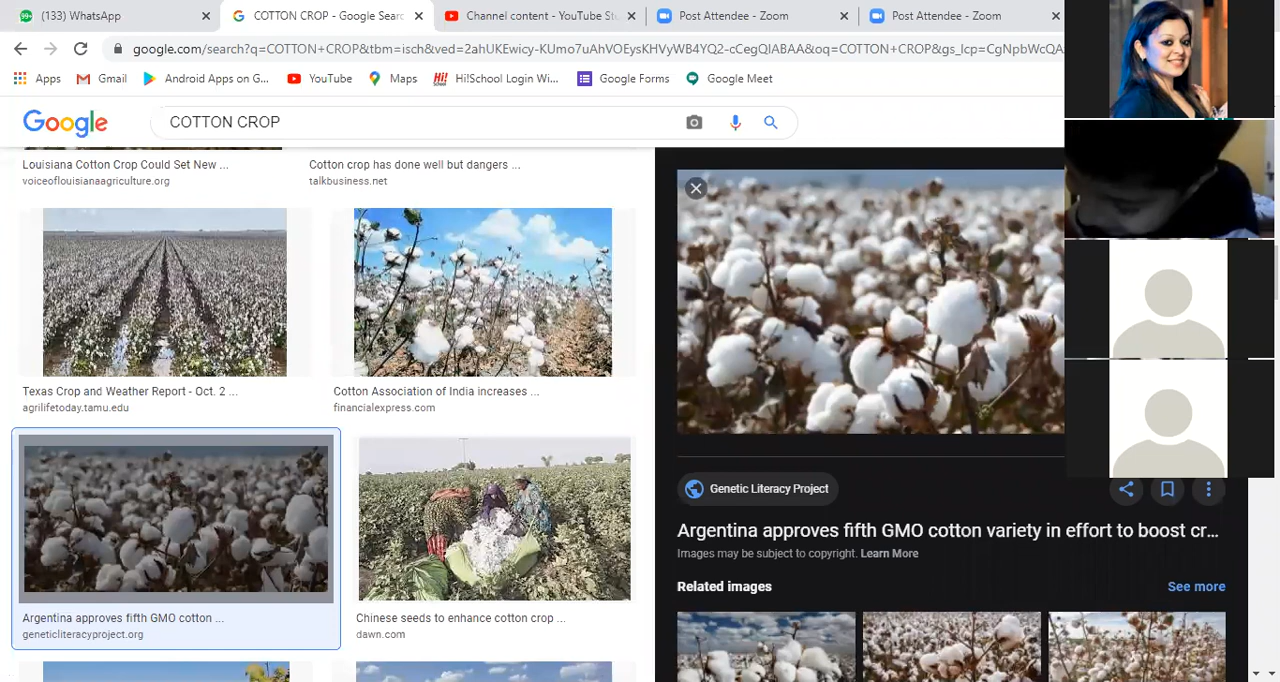 99+
(133) WhatsApp
COTTON CROP - Google Searc
Channel content - YouTube St
Post Attendee - Zoom
Post Attendee - Zoom
google.com/search?q=COTTON+CROP&tbm=isch&ved=2ahUKEwicy-KUmo7uAhVOEysKHVyWB4YQ2-cCegQIABAA&oq=COTTON+CROP&gs_lcp=CgNpbWcQA
Apps
Gmail
Android Apps on G...
YouTube
Maps
Hi! SCHOOL
Hi!School Login Wi...
Google Forms
Google Meet
Google
COTTON CROP
Louisiana Cotton Crop Could Set New ...
voiceoflouisianaagriculture.org
Cotton crop has done well but dangers ...
talkbusiness.net
Texas Crop and Weather Report - Oct. 2 ...
agrilifetoday.tamu.edu
Cotton Association of India increases ...
financialexpress.com
Argentina approves fifth GMO cotton ...
geneticliteracyproject.org
Chinese seeds to enhance cotton crop ...
dawn.com
Genetic Literacy Project
Argentina approves fifth GMO cotton variety in effort to boost cr...
Images may be subject to copyright. Learn More
Related images
See more